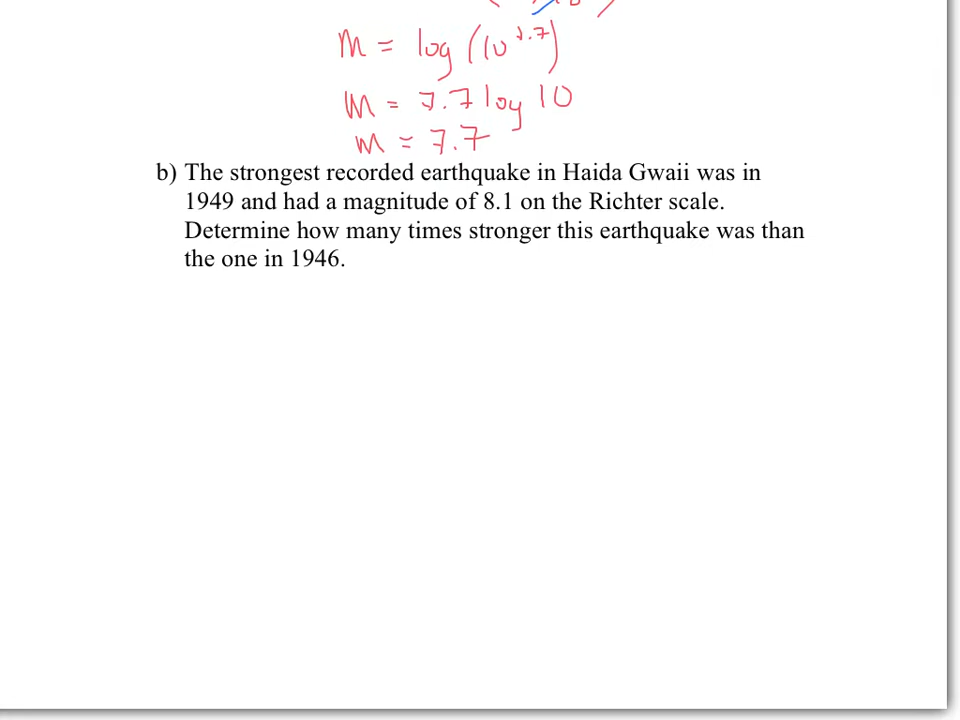 m = log (10^7.7)
m = 7.7 log 10
m = 7.7
b) The strongest recorded earthquake in Haida Gwaii was in
1949 and had a magnitude of 8.1 on the Richter scale.
Determine how many times stronger this earthquake was than
the one in 1946.